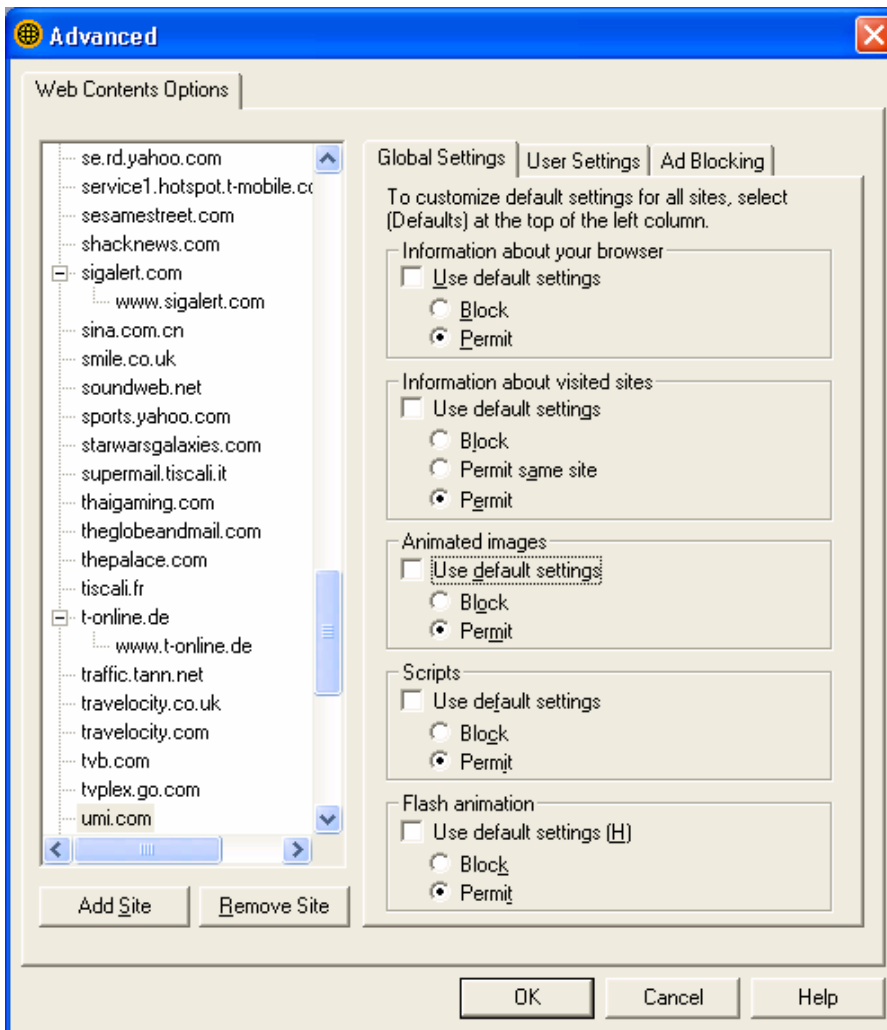 Advanced
Web Contents Options
se.rd.yahoo.com
service1.hotspot.t-mobile.co
sesamestreet.com
shacknews.com
sigalert.com
www.sigalert.com
sina.com.cn
smile.co.uk
soundweb.net
sports.yahoo.com
starwarsgalaxies.com
supermail.tiscali.it
thaigaming.com
theglobeandmail.com
thepalace.com
tiscali.fr
t-online.de
www.t-online.de
traffic.tann.net
travelocity.co.uk
travelocity.com
tvb.com
tvplex.go.com
umi.com
Add Site
Remove Site
Global Settings
User Settings
Ad Blocking
To customize default settings for all sites, select
(Defaults) at the top of the left column.
Information about your browser
Use default settings
Block
Permit
Information about visited sites
Use default settings
Block
Permit same site
Permit
Animated images
Use default settings
Block
Permit
Scripts
Use default settings
Block
Permit
Flash animation
Use default settings (H)
Block
Permit
OK
Cancel
Help